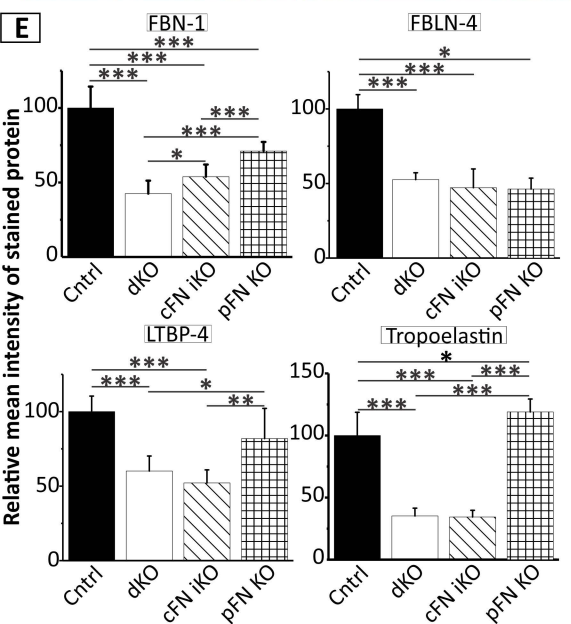 E
Relative mean intensity of stained protein
FBN-1
***
***
***
***
***
*
100
50
0
Cntrl
dKO
cFN iKO
pFN KO
FBLN-4
*
***
***
100
50
0
Cntrl
dKO
cFN iKO
pFN KO
LTBP-4
***
***
*
**
100
50
0
Cntrl
dKO
cFN iKO
pFN KO
Tropoelastin
*
***
***
***
***
150
100
50
0
Cntrl
dKO
cFN iKO
pFN KO